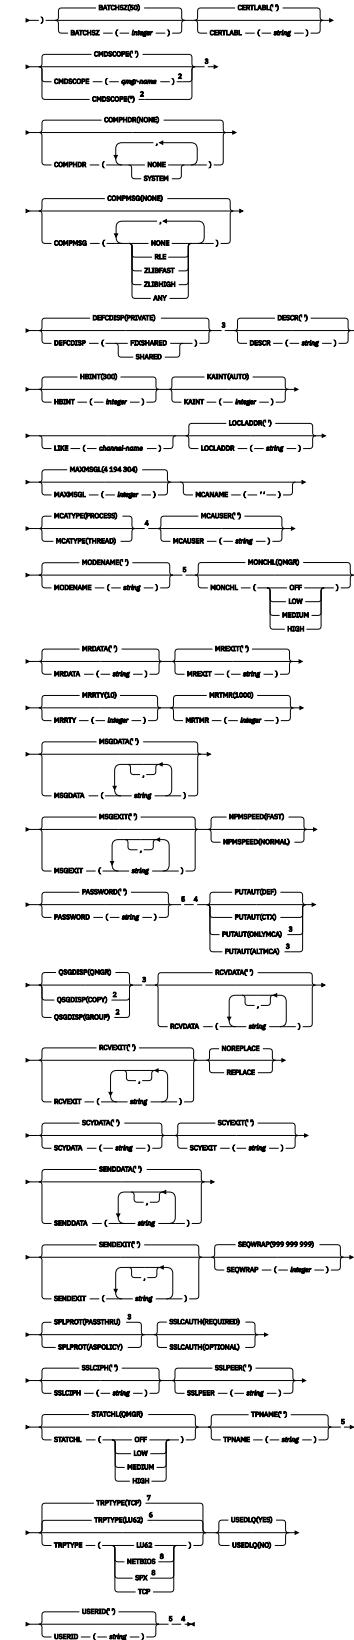 ) BATCHSZ(50) CERTLABL(' ')
BATCHSZ ( integer ) CERTLABL ( string )
CMDSCOPE(' ') 3
CMDSCOPE ( qmgr-name ) 2
CMDSCOPE(*) 2
COMPHDR(NONE)
,
COMPHDR ( NONE )
SYSTEM
COMPMSG(NONE)
,
COMPMSG ( NONE )
RLE
ZLIBFAST
ZLIBHIGH
ANY
DEFCDISP(PRIVATE) 3 DESCR(' ')
DEFCDISP ( FIXSHARED ) DESCR ( string )
SHARED
HBINT(300) KAINT(AUTO)
HBINT ( integer ) KAINT ( integer )
LOCLADDR(' ')
LIKE ( channel-name ) LOCLADDR ( string )
MAXMSGL(4 194 304)
MAXMSGL ( integer ) MCANAME ( ' ' )
MCATYPE(PROCESS) 4 MCAUSER(' ')
MCATYPE(THREAD) MCAUSER ( string )
MODENAME(' ') 5 MONCHL(QMGR)
MODENAME ( string ) MONCHL ( OFF )
LOW
MEDIUM
HIGH
MRDATA(' ') MREXIT(' ')
MRDATA ( string ) MREXIT ( string )
MRRTY(10) MRTMR(1000)
MRRTY ( integer ) MRTMR ( integer )
MSGDATA(' ')
,
MSGDATA ( string )
MSGEXIT(' ') NPMSPEED(FAST)
, NPMSPEED(NORMAL)
MSGEXIT ( string )
PASSWORD(' ') 5 4 PUTAUT(DEF)
PASSWORD ( string ) PUTAUT(CTX)
PUTAUT(ONLYMCA) 3
PUTAUT(ALTMCA) 3
QSGDISP(QMGR) 3 RCVDATA(' ')
QSGDISP(COPY) 2 ,
QSGDISP(GROUP) 2 RCVDATA ( string )
RCVEXIT(' ') NOREPLACE
, REPLACE
RCVEXIT ( string )
SCYDATA(' ') SCYEXIT(' ')
SCYDATA ( string ) SCYEXIT ( string )
SENDDATA(' ')
,
SENDDATA ( string )
SENDEXIT(' ') SEQWRAP(999 999 999)
, SEQWRAP ( integer )
SENDEXIT ( string )
SPLPROT(PASSTHRU) 3 SSLCAUTH(REQUIRED)
SPLPROT(ASPOLICY) SSLCAUTH(OPTIONAL)
SSLCIPH(' ') SSLPEER(' ')
SSLCIPH ( string ) SSLPEER ( string )
STATCHL(QMGR) TPNAME(' ') 5
STATCHL ( OFF ) TPNAME ( string )
LOW
MEDIUM
HIGH
TRPTYPE(TCP) 7
TRPTYPE(LU62) 6 USEDLQ(YES)
TRPTYPE ( LU62 ) USEDLQ(NO)
NETBIOS 8
SPX 8
TCP
USERID(' ') 5 4
USERID ( string )